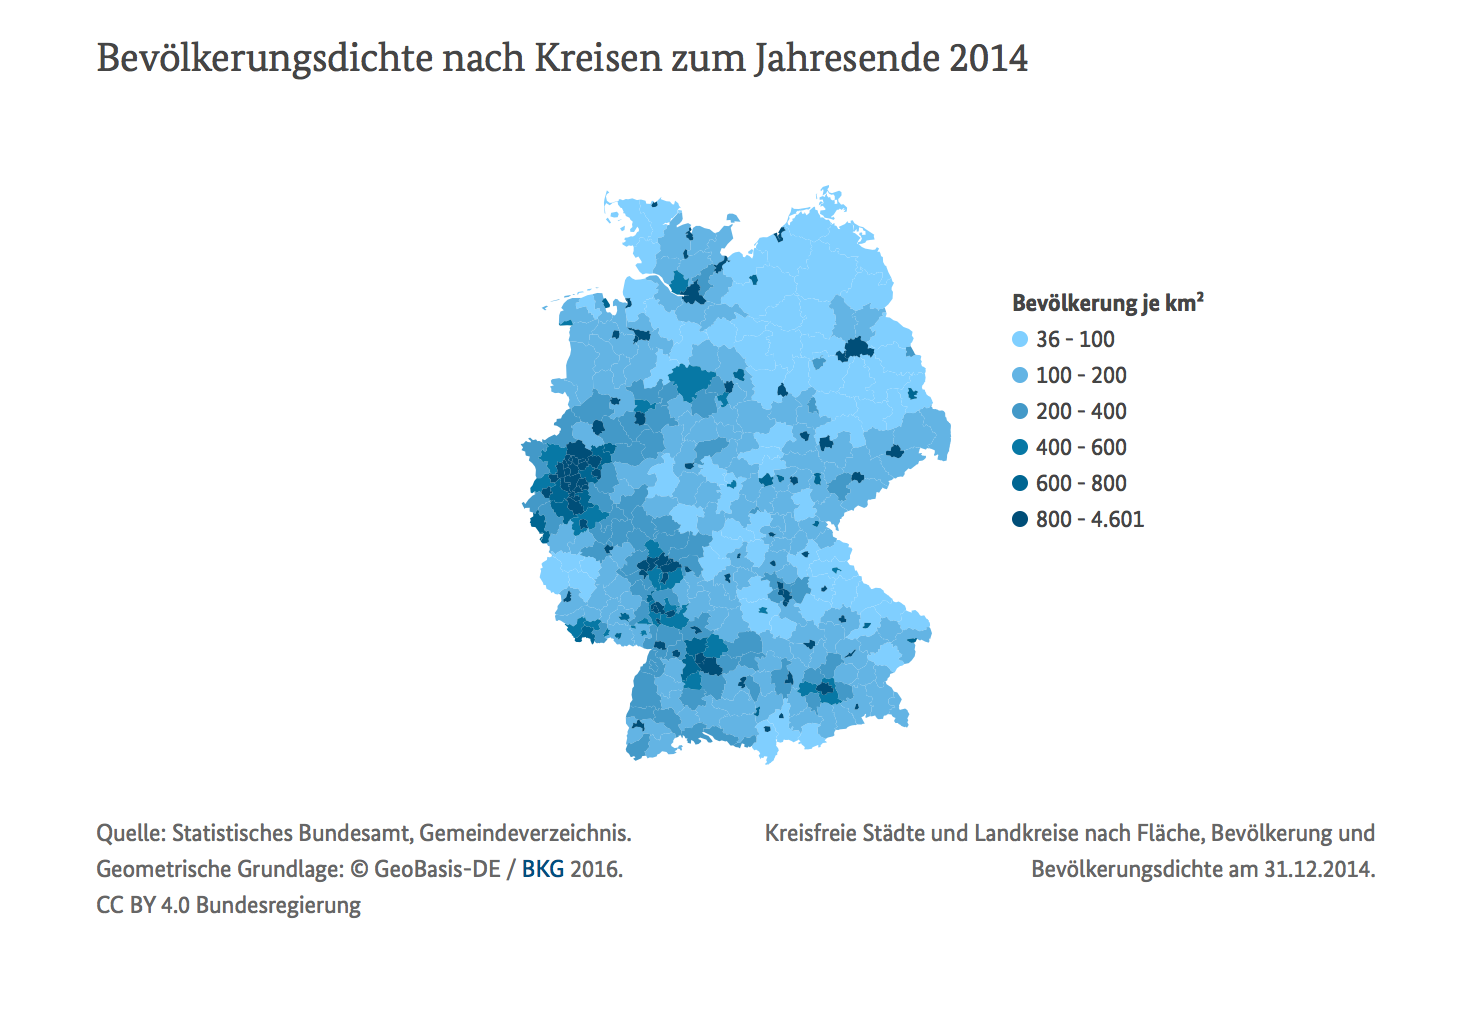 Bevölkerungsdichte nach Kreisen zum Jahresende 2014
Bevölkerung je km²
36 - 100
100 - 200
200 - 400
400 - 600
600 - 800
800 - 4.601
Quelle: Statistisches Bundesamt, Gemeindeverzeichnis.
Geometrische Grundlage: © GeoBasis-DE / BKG 2016.
CC BY 4.0 Bundesregierung
Kreisfreie Städte und Landkreise nach Fläche, Bevölkerung und
Bevölkerungsdichte am 31.12.2014.